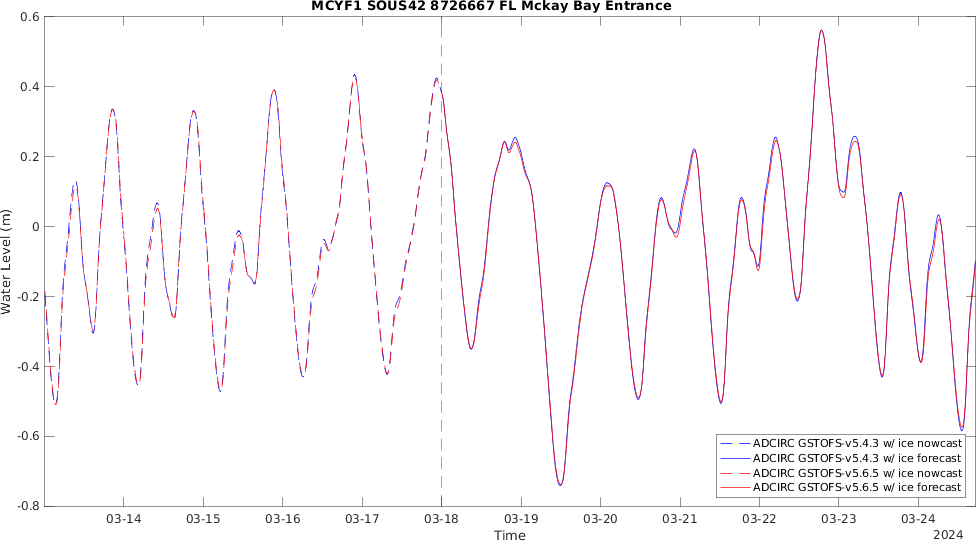 MCYF1 SOUS42 8726667 FL Mckay Bay Entrance
0.6
0.4
0.2
0
-0.2
-0.4
-0.6
-0.8
Water Level (m)
ADCIRC GSTOFS-v5.4.3 w/ ice nowcast
ADCIRC GSTOFS-v5.4.3 w/ ice forecast
ADCIRC GSTOFS-v5.6.5 w/ ice nowcast
ADCIRC GSTOFS-v5.6.5 w/ ice forecast
03-14 03-15 03-16 03-17 03-18 03-19 03-20 03-21 03-22 03-23 03-24
Time
2024